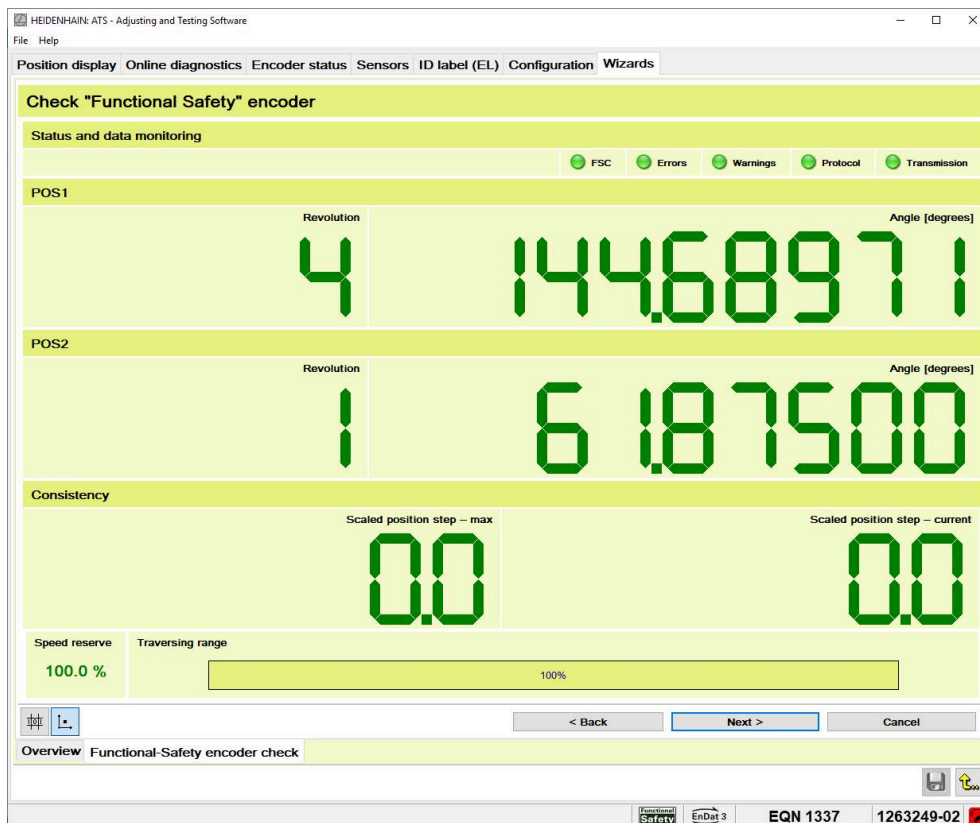 HEIDENHAIN: ATS - Adjusting and Testing Software
File Help
Position display Online diagnostics Encoder status Sensors ID label (EL) Configuration Wizards
Check "Functional Safety" encoder
Status and data monitoring
FSC Errors Warnings Protocol Transmission
POS1
Revolution Angle [degrees]
4 144.68971
POS2
Revolution Angle [degrees]
1 61.87500
Consistency
Scaled position step – max Scaled position step – current
0.0 0.0
Speed reserve Traversing range
100.0 % 100%
< Back Next > Cancel
Overview Functional-Safety encoder check
Functional
Safety EnDat 3 EQN 1337 1263249-02